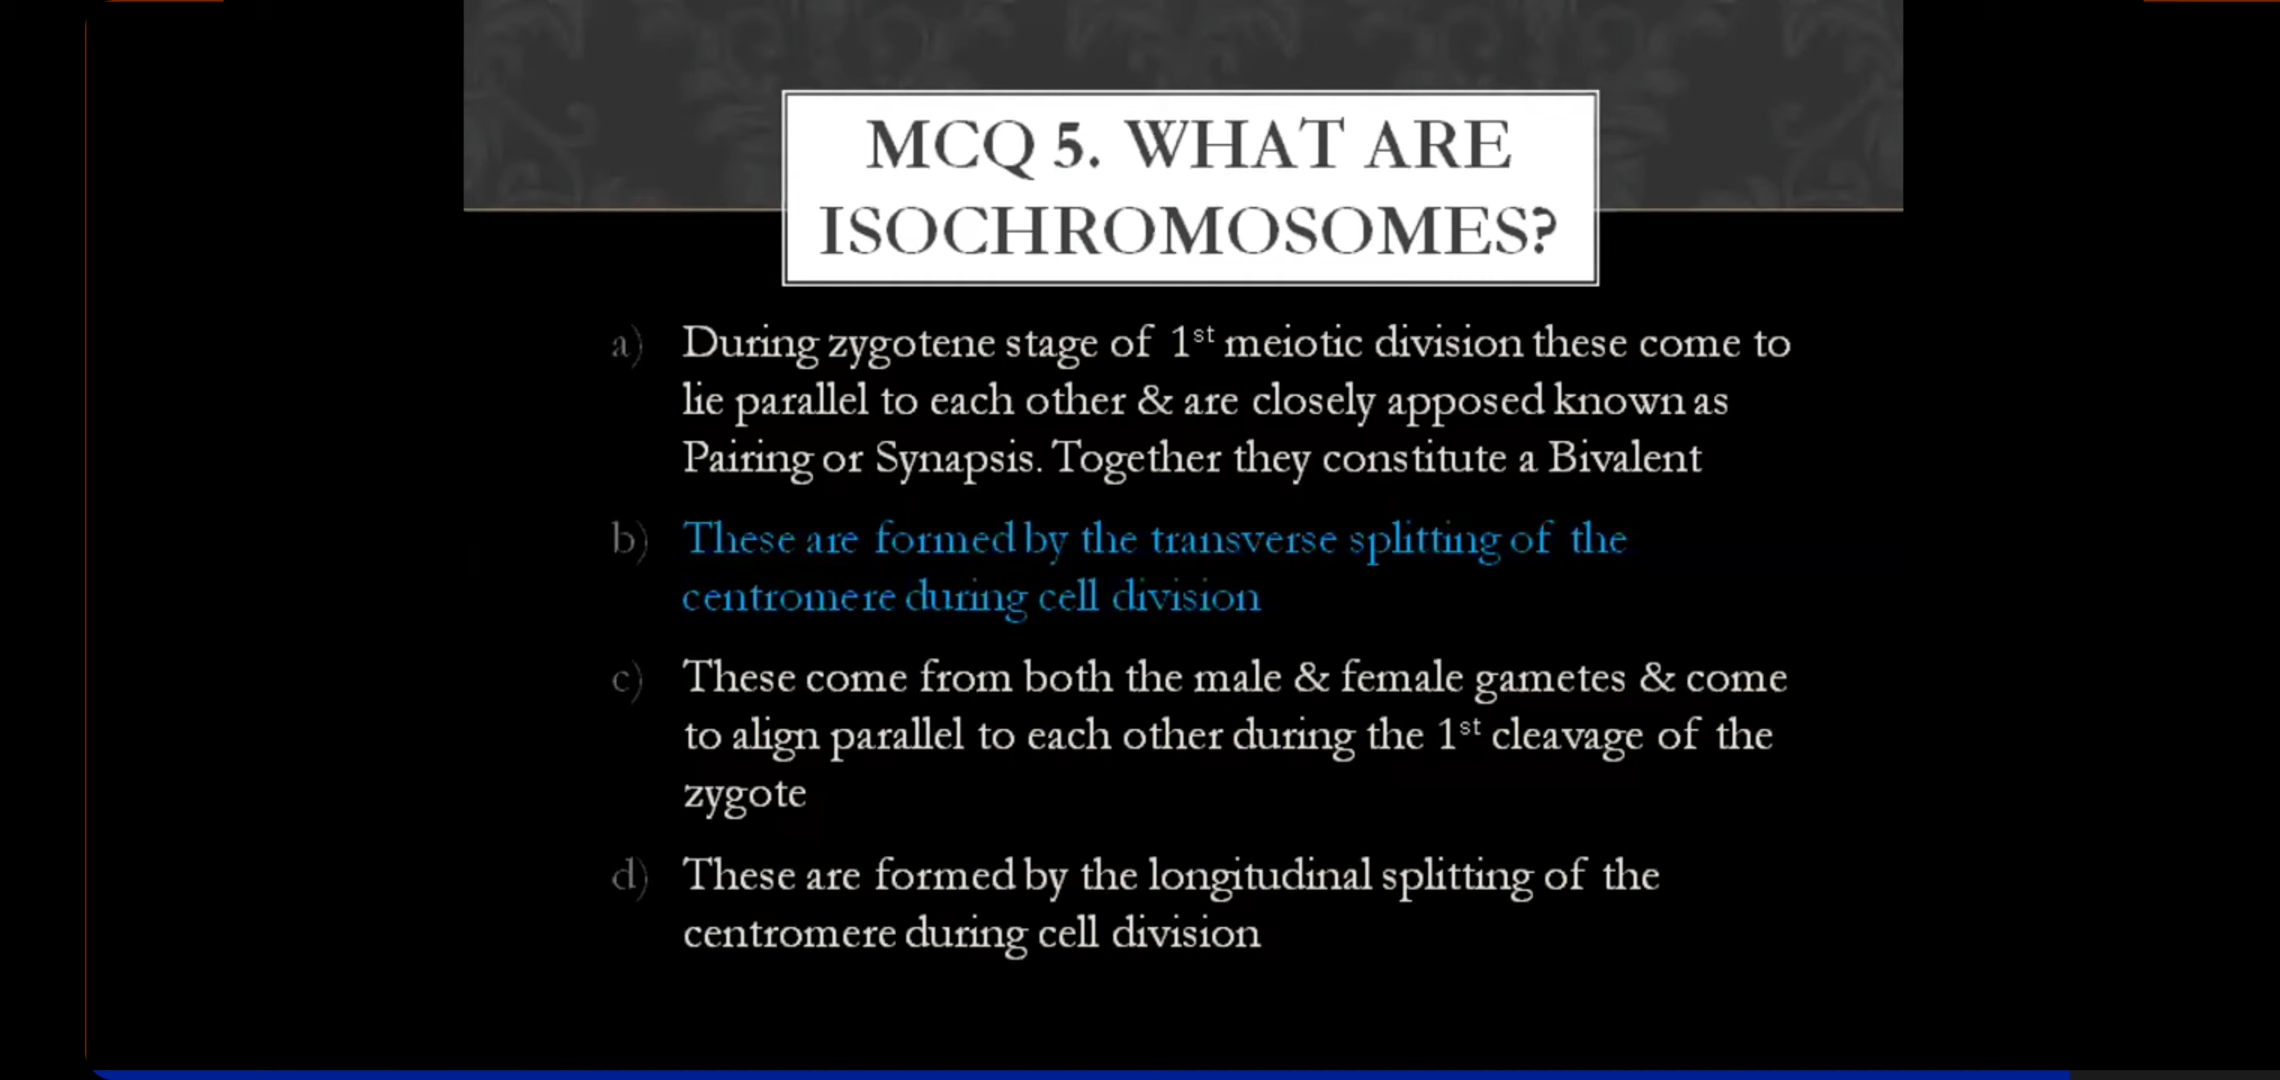 MCQ 5. WHAT ARE
ISOCHROMOSOMES?
a) During zygotene stage of 1st meiotic division these come to
lie parallel to each other & are closely apposed known as
Pairing or Synapsis. Together they constitute a Bivalent
b) These are formed by the transverse splitting of the
centromere during cell division
c) These come from both the male & female gametes & come
to align parallel to each other during the 1st cleavage of the
zygote
d) These are formed by the longitudinal splitting of the
centromere during cell division